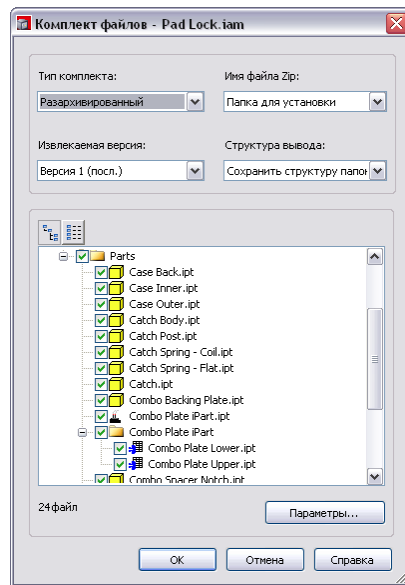 Комплект файлов - Pad Lock.iam
Тип комплекта: Имя файла Zip:
Разархивированный Папка для установки
Извлекаемая версия: Структура вывода:
Версия 1 (посл.) Сохранить структуру папок
Parts
Case Back.ipt
Case Inner.ipt
Case Outer.ipt
Catch Body.ipt
Catch Post.ipt
Catch Spring - Coil.ipt
Catch Spring - Flat.ipt
Catch.ipt
Combo Backing Plate.ipt
Combo Plate iPart.ipt
Combo Plate iPart
Combo Plate Lower.ipt
Combo Plate Upper.ipt
Combo Spacer Notch.ipt
24файл
Параметры...
OK Отмена Справка